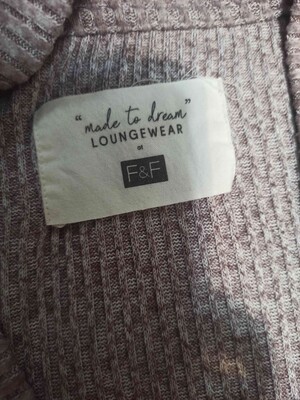 "made to dream"
LOUNGEWEAR
at
F&F